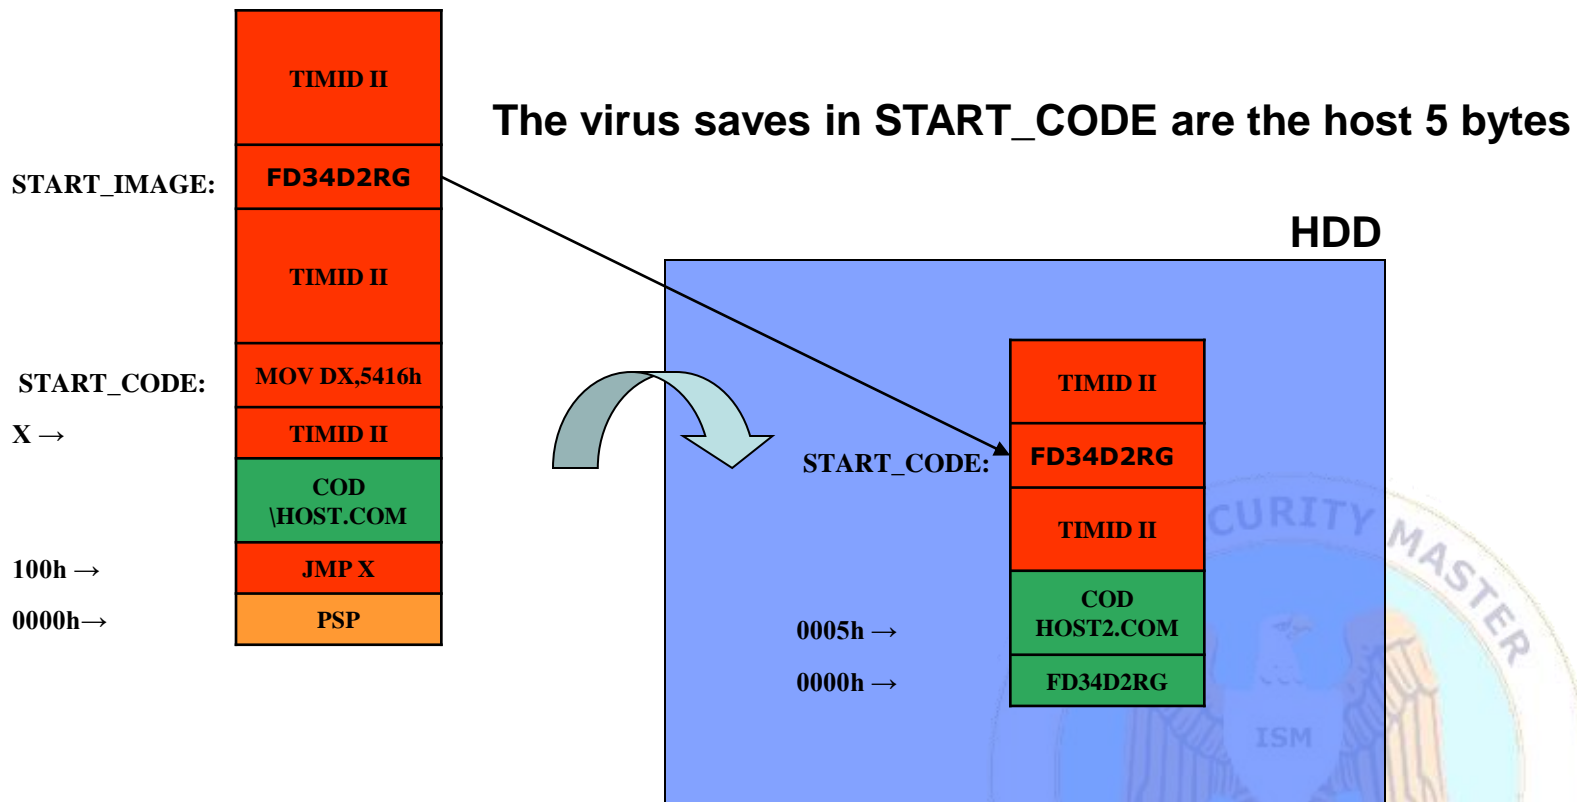 TIMID II
The virus saves in START_CODE are the host 5 bytes
START_IMAGE:
FD34D2RG
HDD
TIMID II
START_CODE:
MOV DX,5416h
X →
TIMID II
COD
\HOST.COM
100h →
JMP X
0000h→
PSP
TIMID II
START_CODE:
FD34D2RG
TIMID II
COD
HOST2.COM
0005h →
0000h →
FD34D2RG
CURITY MASTER
ISM